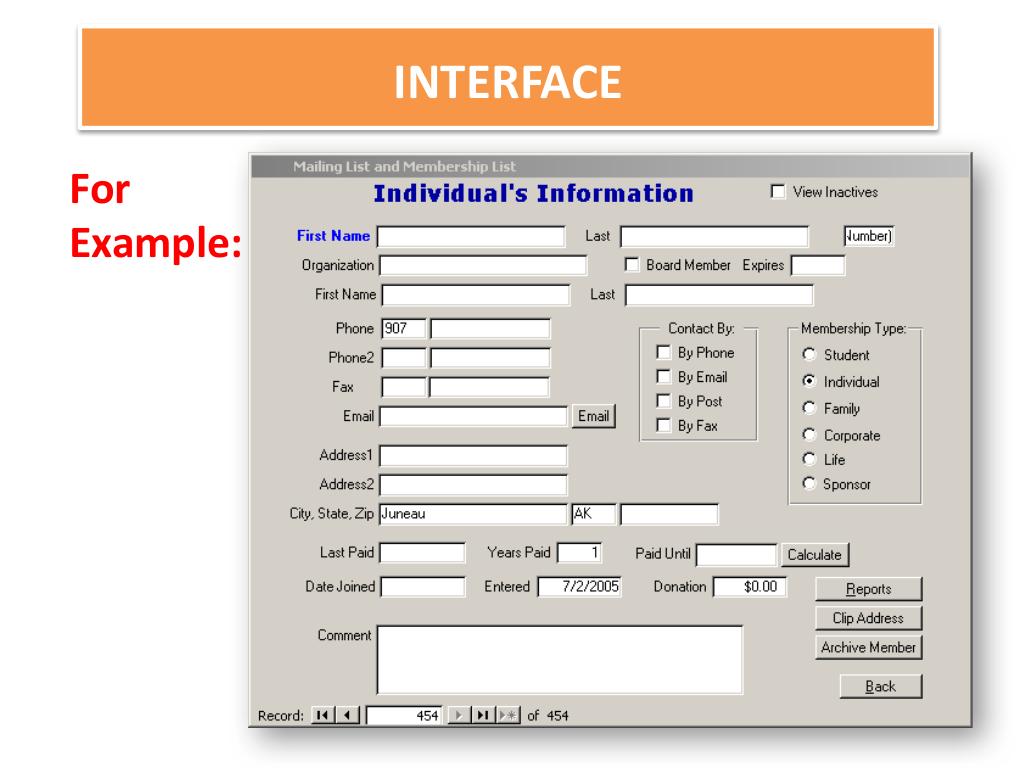 INTERFACE
For
Example:
Mailing List and Membership List
Individual's Information
View Inactives
First Name Last
Organization Board Member Expires
First Name Last
Phone 907
Phone2
Fax
Email Email
Contact By:
By Phone
By Email
By Post
By Fax
Membership Type:
Student
Individual
Family
Corporate
Life
Sponsor
Address1
Address2
City, State, Zip Juneau AK
Last Paid Years Paid 1 Paid Until Calculate
Date Joined Entered 7/2/2005 Donation $0.00
Reports
Clip Address
Archive Member
Back
Comment
Record: 454 of 454